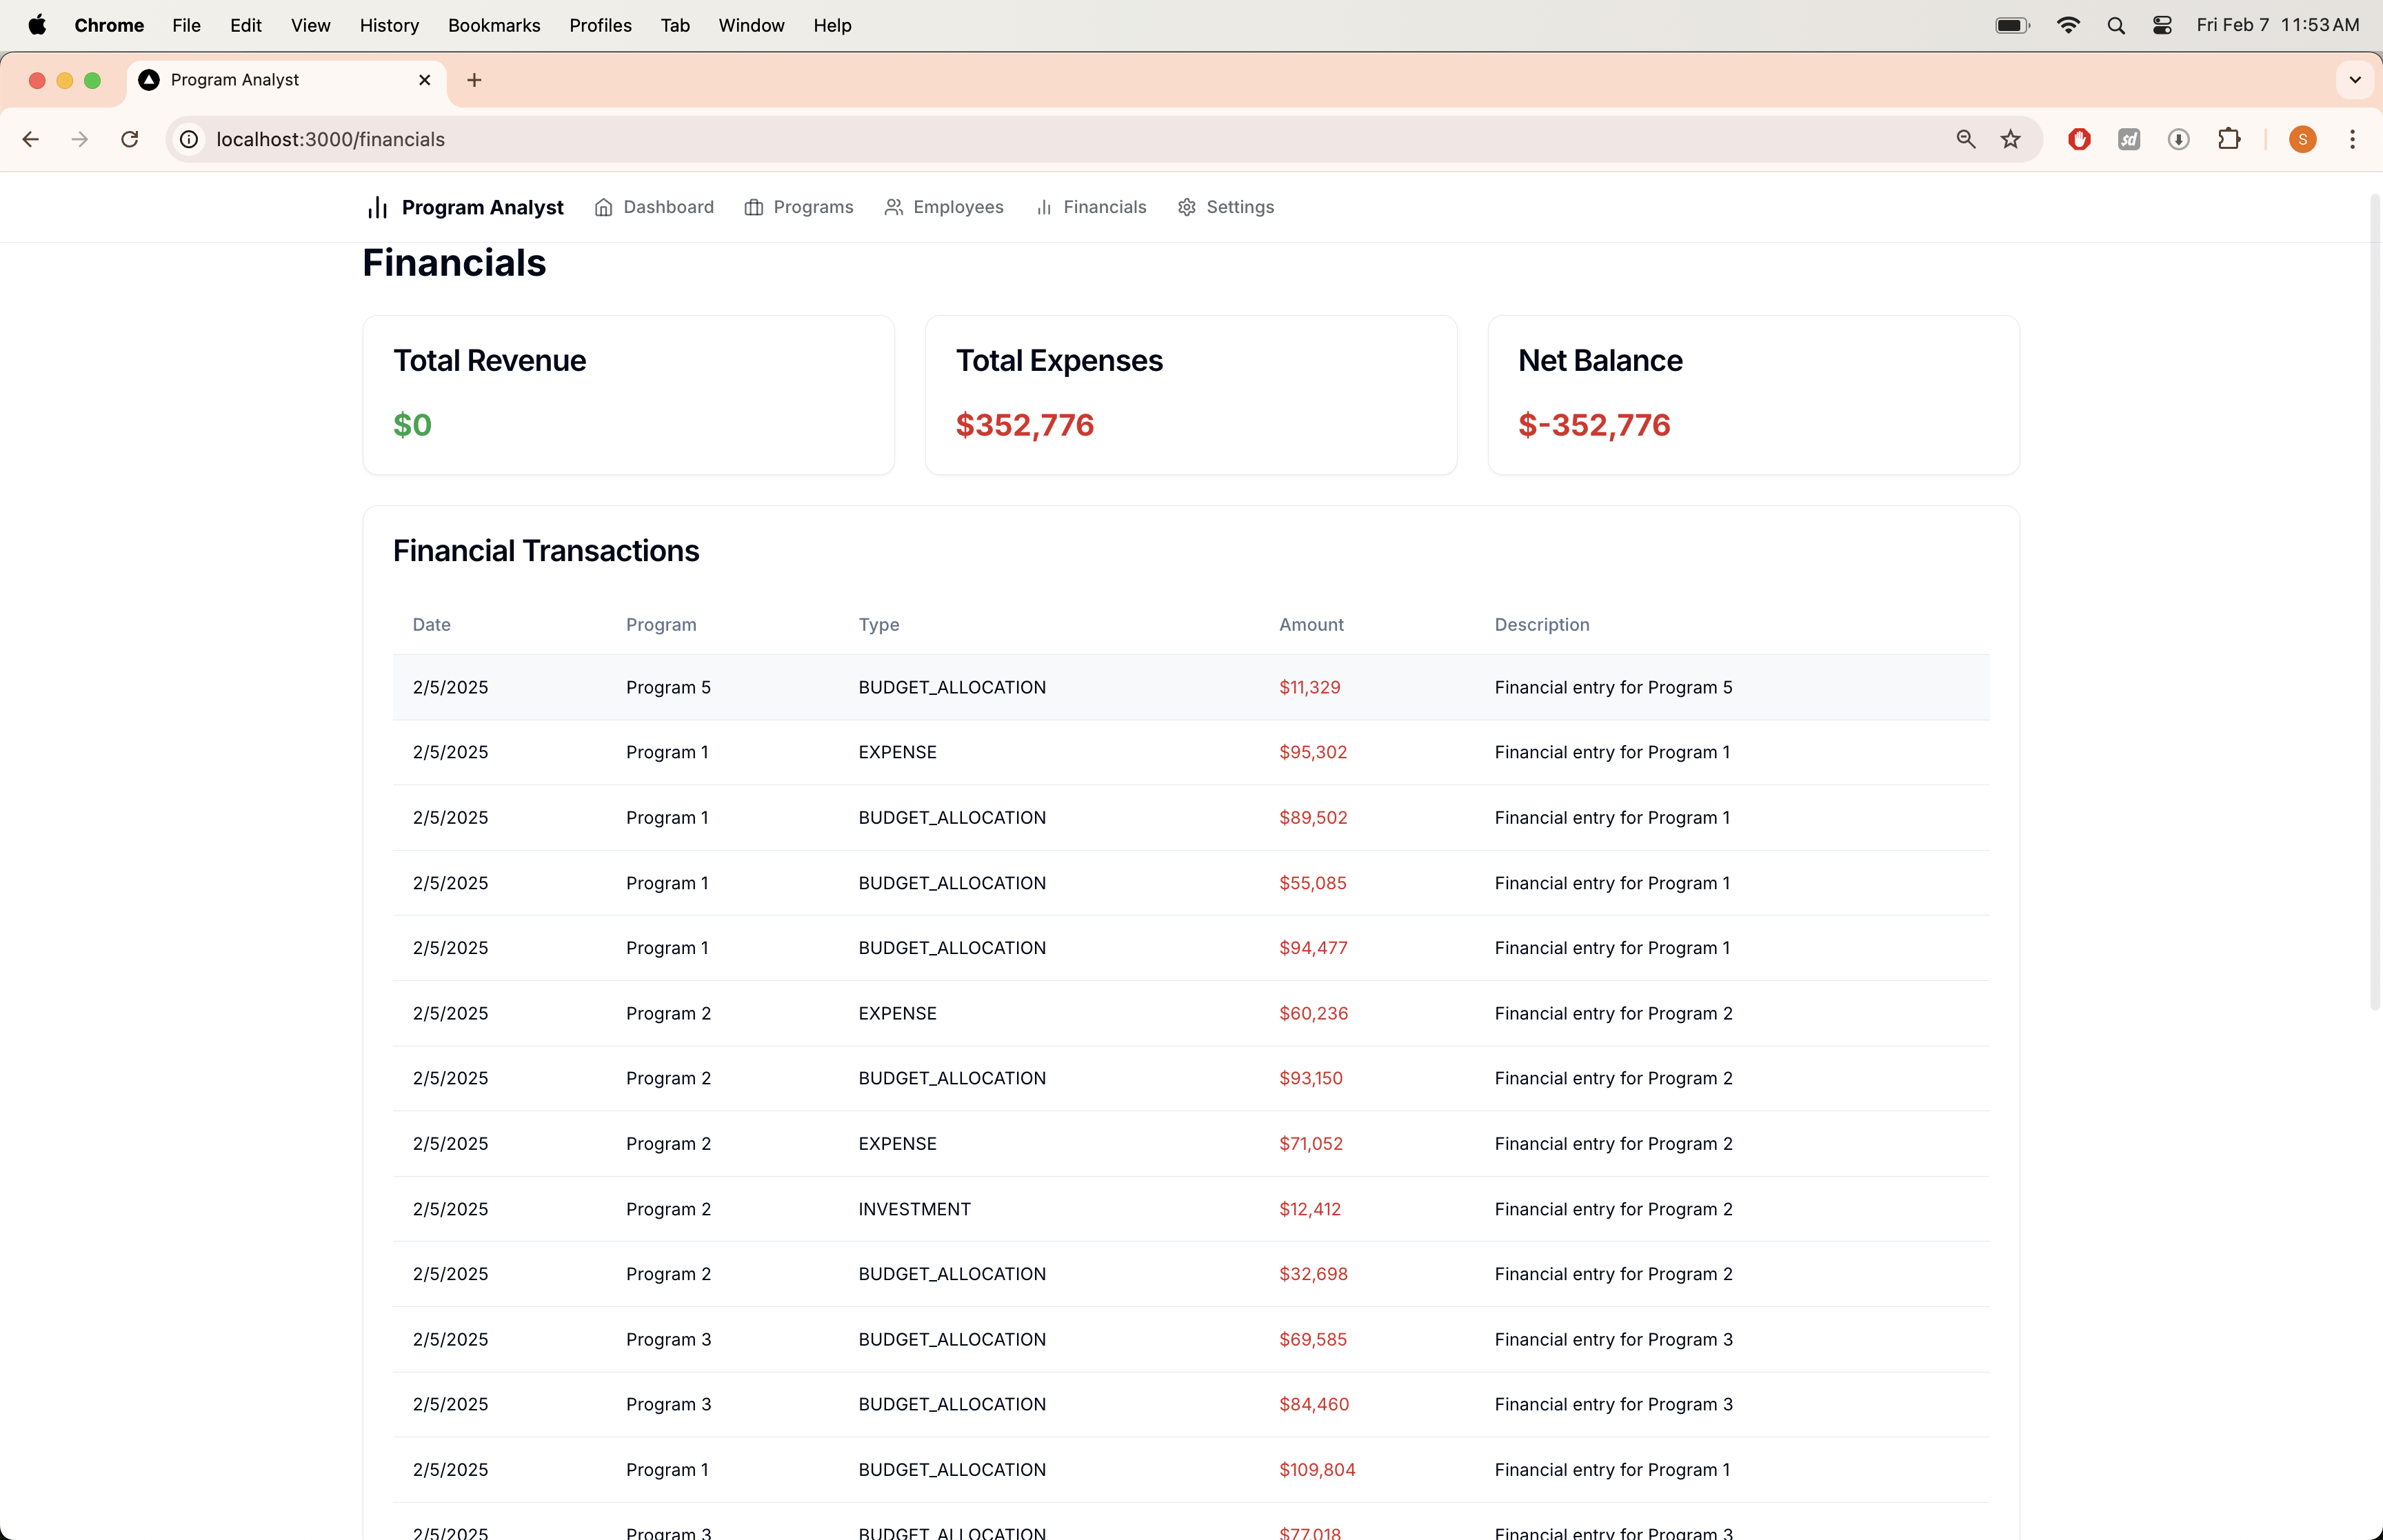 Chrome File Edit View History Bookmarks Profiles Tab Window Help Fri Feb 7 11:53 AM
Program Analyst
localhost:3000/financials
S
Program Analyst Dashboard Programs Employees Financials Settings
Financials
Total Revenue
$0
Total Expenses
$352,776
Net Balance
$-352,776
Financial Transactions
Date Program Type Amount Description
2/5/2025 Program 5 BUDGET_ALLOCATION $11,329 Financial entry for Program 5
2/5/2025 Program 1 EXPENSE $95,302 Financial entry for Program 1
2/5/2025 Program 1 BUDGET_ALLOCATION $89,502 Financial entry for Program 1
2/5/2025 Program 1 BUDGET_ALLOCATION $55,085 Financial entry for Program 1
2/5/2025 Program 1 BUDGET_ALLOCATION $94,477 Financial entry for Program 1
2/5/2025 Program 2 EXPENSE $60,236 Financial entry for Program 2
2/5/2025 Program 2 BUDGET_ALLOCATION $93,150 Financial entry for Program 2
2/5/2025 Program 2 EXPENSE $71,052 Financial entry for Program 2
2/5/2025 Program 2 INVESTMENT $12,412 Financial entry for Program 2
2/5/2025 Program 2 BUDGET_ALLOCATION $32,698 Financial entry for Program 2
2/5/2025 Program 3 BUDGET_ALLOCATION $69,585 Financial entry for Program 3
2/5/2025 Program 3 BUDGET_ALLOCATION $84,460 Financial entry for Program 3
2/5/2025 Program 1 BUDGET_ALLOCATION $109,804 Financial entry for Program 1
2/5/2025 Program 3 BUDGET_ALLOCATION $77,018 Financial entry for Program 3